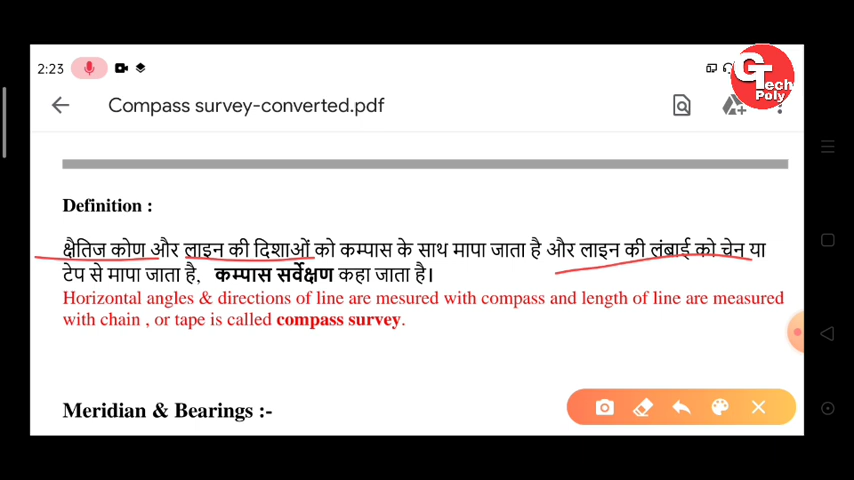 2:23
G Tech Poly
Compass survey-converted.pdf
Definition :
क्षैतिज कोण और लाइन की दिशाओं को कम्पास के साथ मापा जाता है और लाइन की लंबाई को चेन या
टेप से मापा जाता है, कम्पास सर्वेक्षण कहा जाता है।
Horizontal angles & directions of line are mesured with compass and length of line are measured
with chain , or tape is called compass survey.
Meridian & Bearings :-